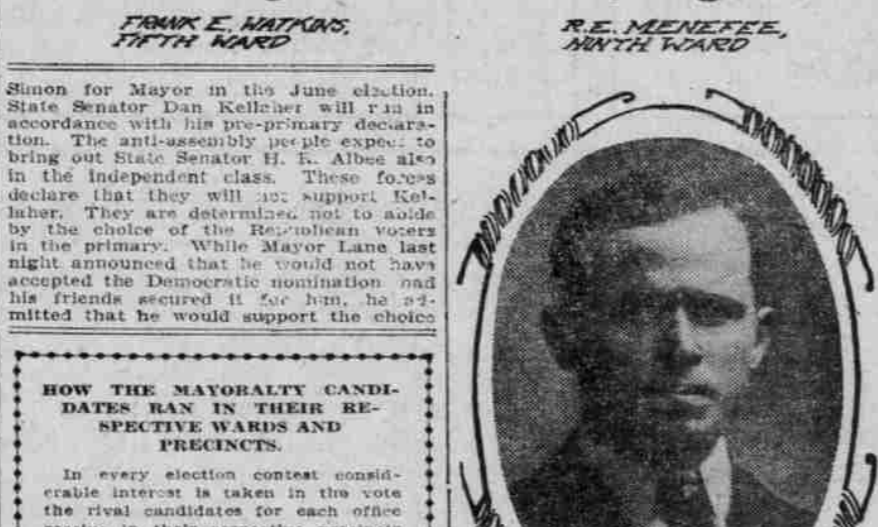 FRANK E. WATKINS,
FIFTH WARD
R.E. MENEFEE,
NINTH WARD
Simon for Mayor in the June election.
State Senator Dan Kellaher will run in
accordance with his pre-primary declara-
tion. The anti-assembly people expect to
bring out State Senator H. R. Albee also
in the independent class. These forces
declare that they will not support Kel-
laher. They are determined not to abide
by the choice of the Republican voters
in the primary. While Mayor Lane last
night announced that he would not have
accepted the Democratic nomination had
his friends secured it for him, he ad-
mitted that he would support the choice
HOW THE MAYORALTY CANDI-
DATES RAN IN THEIR RE-
SPECTIVE WARDS AND
PRECINCTS.
In every election contest consid-
erable interest is taken in the vote
the rival candidates for each office